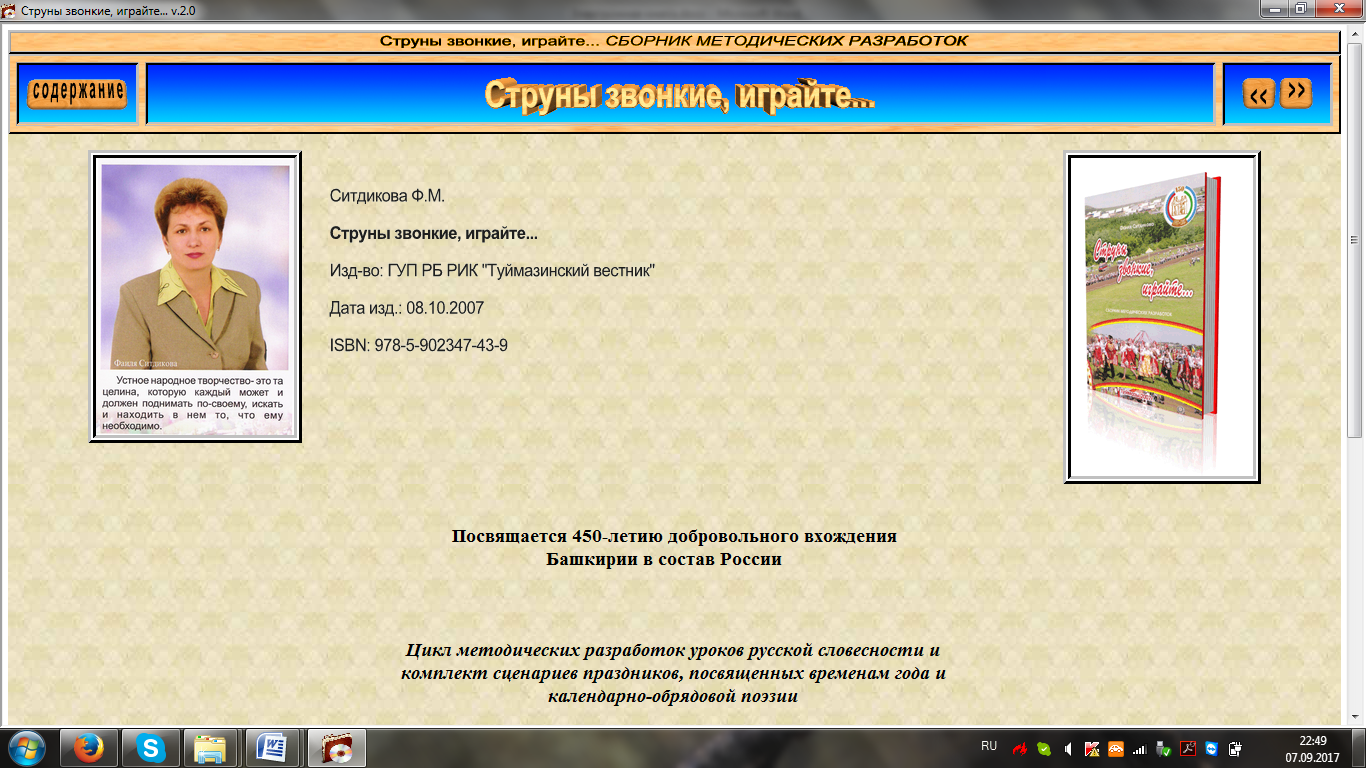 Струны звонкие, играйте... v.2.0
Струны звонкие, играйте... СБОРНИК МЕТОДИЧЕСКИХ РАЗРАБОТОК
содержание
Струны звонкие, играйте...
<< >>
Ситдикова Ф.М.
Струны звонкие, играйте...
Изд-во: ГУП РБ РИК "Туймазинский вестник"
Дата изд.: 08.10.2007
ISBN: 978-5-902347-43-9
Фаиля Ситдикова
Устное народное творчество- это та
целина, которую каждый может и
должен поднимать по-своему, искать
и находить в нем то, что ему
необходимо.
Струны
звонкие,
играйте...
СБОРНИК МЕТОДИЧЕСКИХ РАЗРАБОТОК
Посвящается 450-летию добровольного вхождения
Башкирии в состав России
Цикл методических разработок уроков русской словесности и
комплект сценариев праздников, посвященных временам года и
календарно-обрядовой поэзии
RU
22:49
07.09.2017